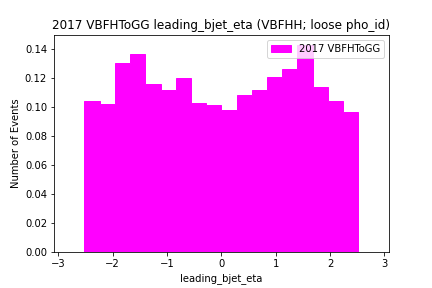 2017 VBFHToGG leading_bjet_eta (VBFHH; loose pho_id)
2017 VBFHToGG
Number of Events
0.14
0.12
0.10
0.08
0.06
0.04
0.02
0.00
−3 −2 −1 0 1 2 3
leading_bjet_eta